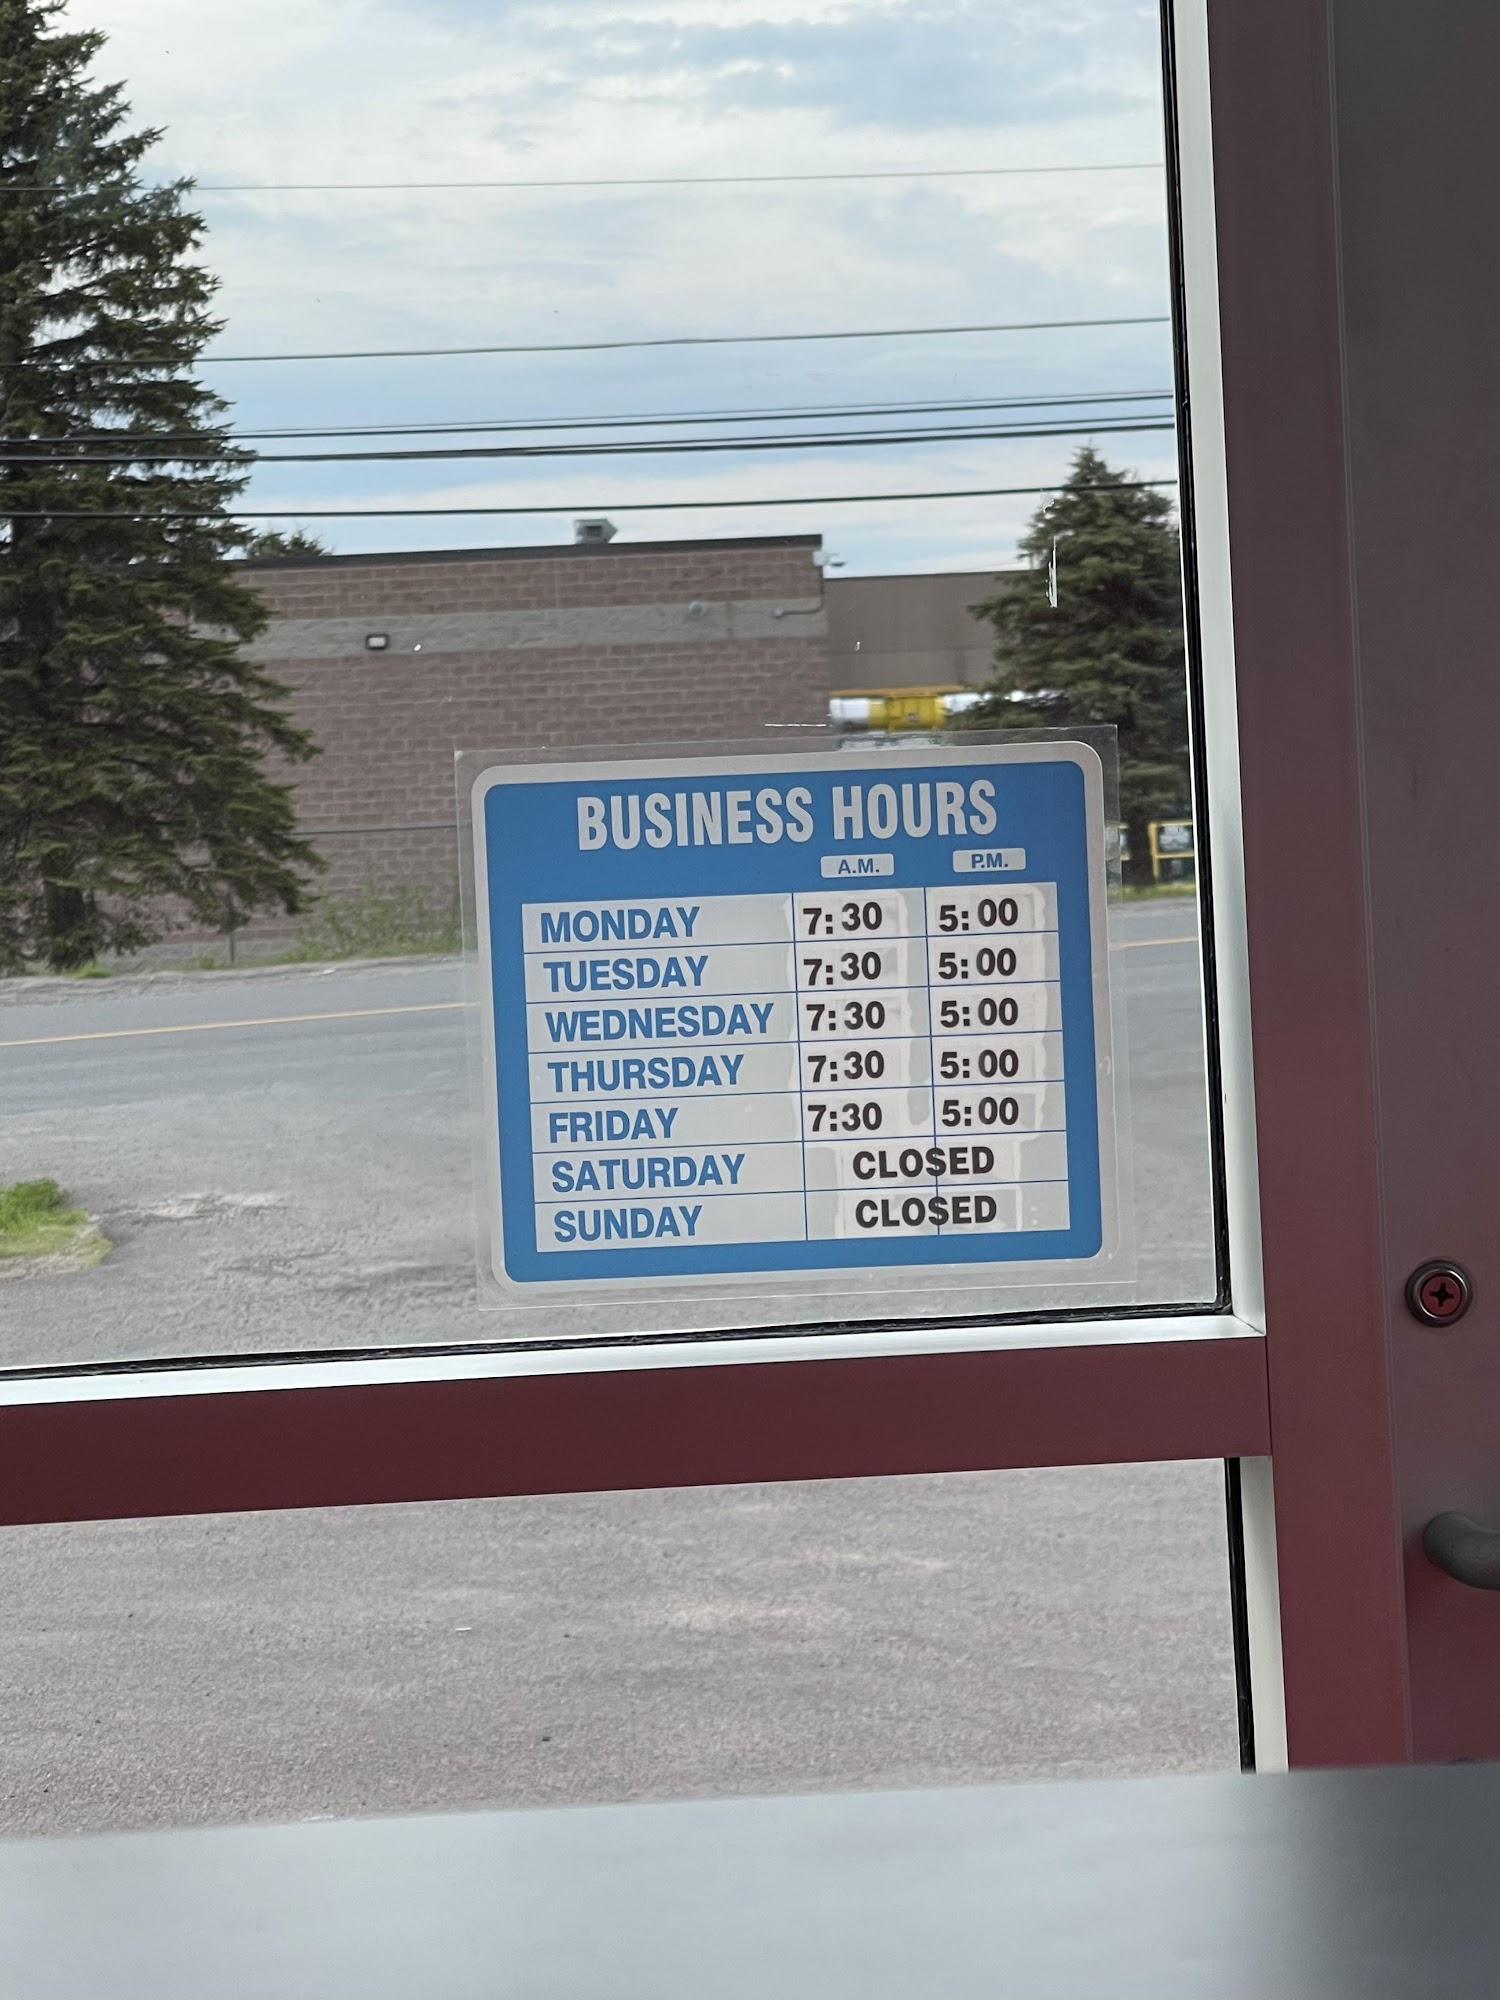 BUSINESS HOURS
A.M. P.M.
MONDAY 7:30 5:00
TUESDAY 7:30 5:00
WEDNESDAY 7:30 5:00
THURSDAY 7:30 5:00
FRIDAY 7:30 5:00
SATURDAY CLOSED
SUNDAY CLOSED